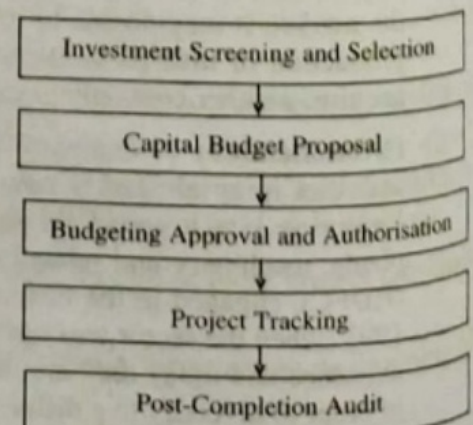 Investment Screening and Selection
Capital Budget Proposal
Budgeting Approval and Authorisation
Project Tracking
Post-Completion Audit